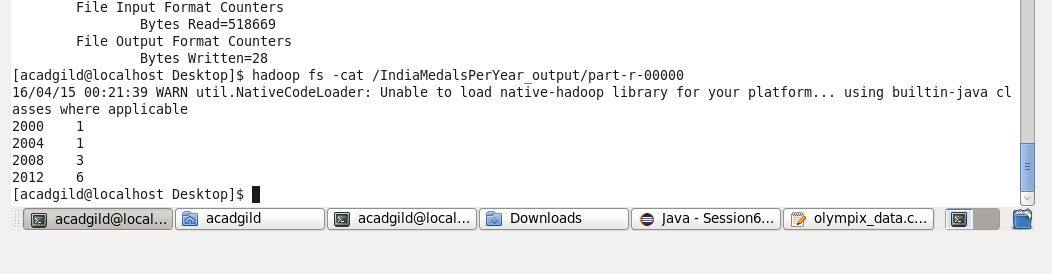 File Input Format Counters
Bytes Read=518669
File Output Format Counters
Bytes Written=28
[acadgild@localhost Desktop]$ hadoop fs -cat /IndiaMedalsPerYear_output/part-r-00000
16/04/15 00:21:39 WARN util.NativeCodeLoader: Unable to load native-hadoop library for your platform... using builtin-java cl
asses where applicable
2000    1
2004    1
2008    3
2012    6
[acadgild@localhost Desktop]$
acadgild@local... acadgild acadgild@local... Downloads Java - Session6... olympix_data.c...